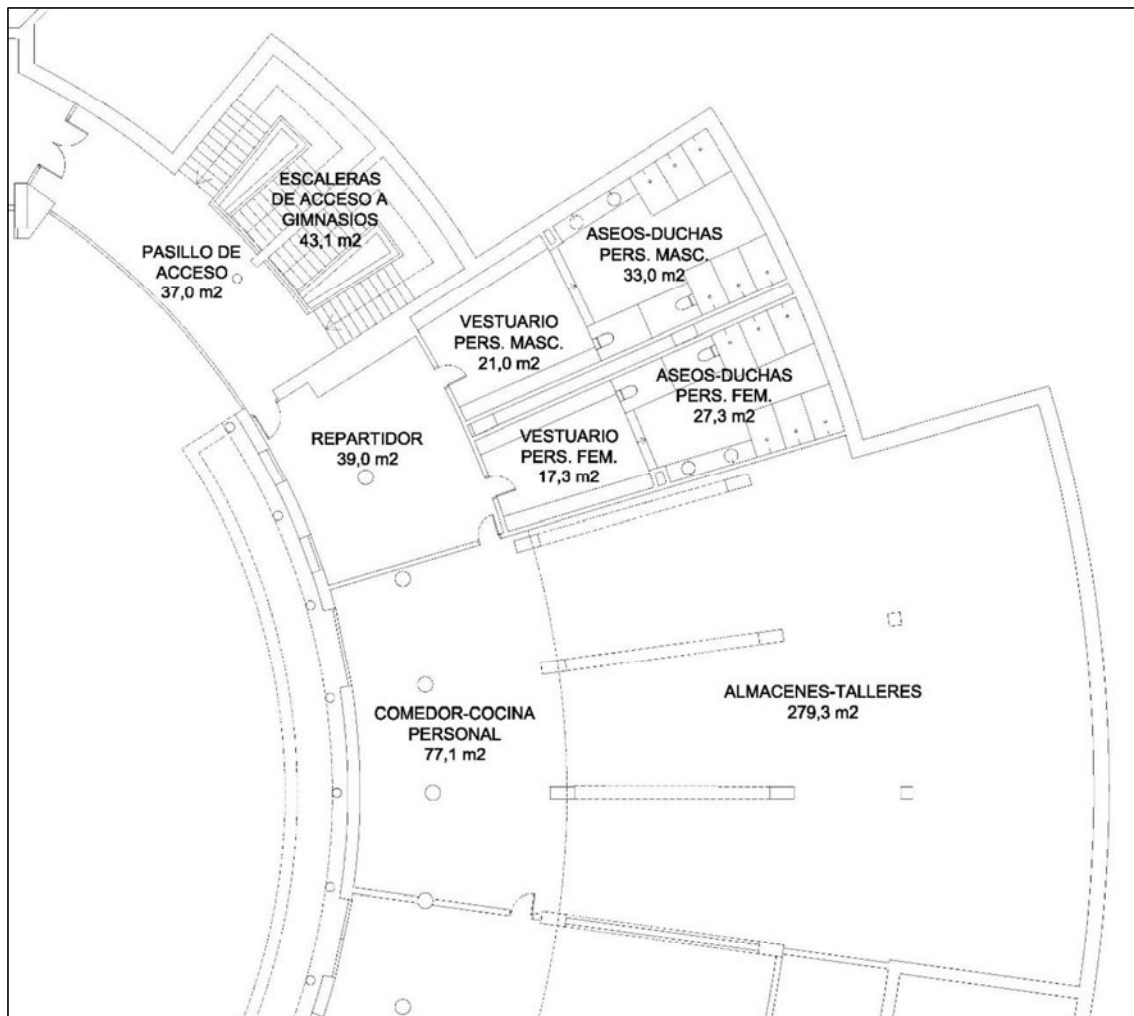 ESCALERAS
DE ACCESO A
GIMNASIOS
43,1 m2
PASILLO DE
ACCESO
37,0 m2
ASEOS-DUCHAS
PERS. MASC.
33,0 m2
VESTUARIO
PERS. MASC.
21,0 m2
ASEOS-DUCHAS
PERS. FEM.
27,3 m2
REPARTIDOR
39,0 m2
VESTUARIO
PERS. FEM.
17,3 m2
COMEDOR-COCINA
PERSONAL
77,1 m2
ALMACENES-TALLERES
279,3 m2